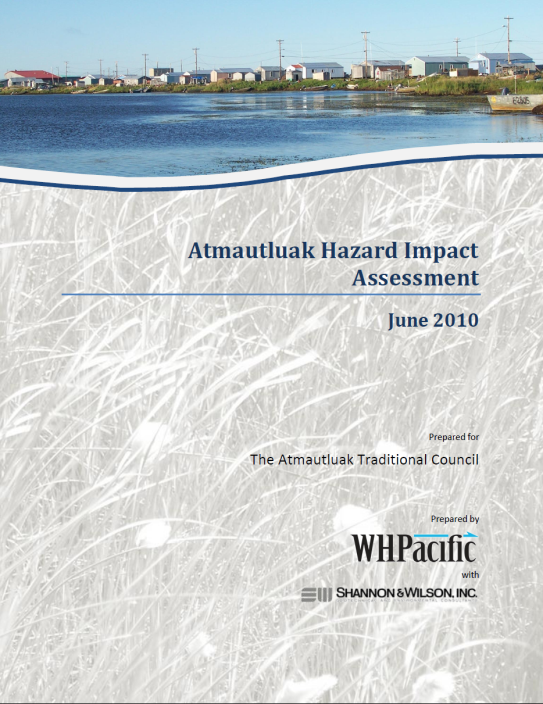 Atmautluak Hazard Impact
Assessment
June 2010
Prepared for
The Atmautluak Traditional Council
Prepared by
WHPacific
with
SHANNON & WILSON, INC.